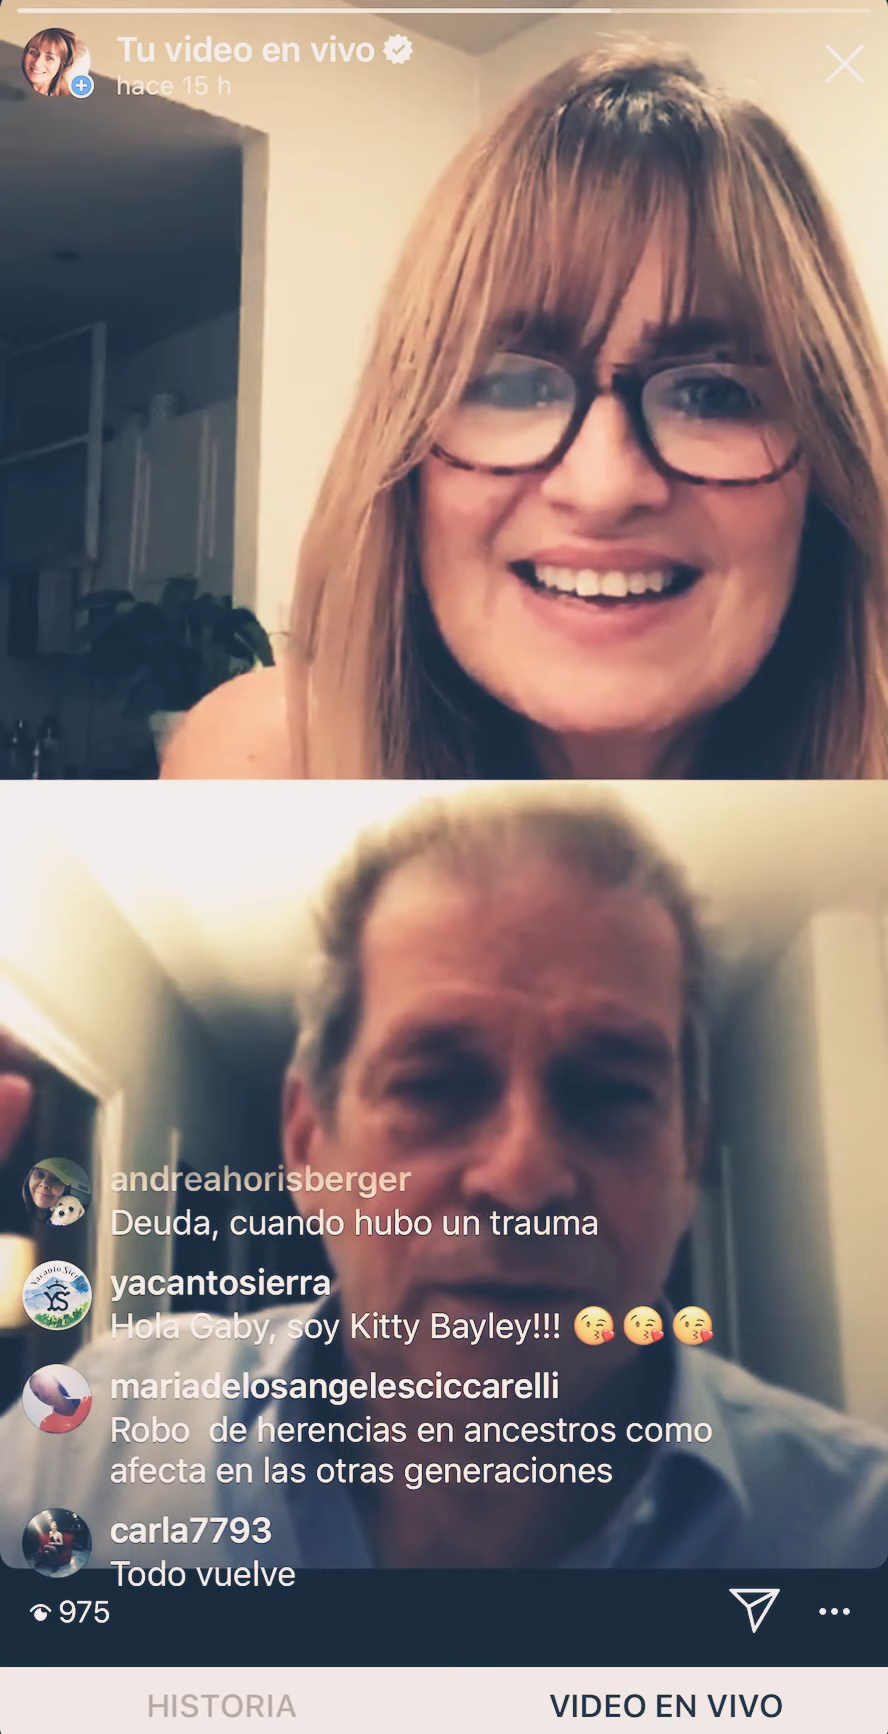 Tu video en vivo
hace 15 h
andreahorisberger
Deuda, cuando hubo un trauma
yacantosierra
Hola Gaby, soy Kitty Bayley!!! 😘 😘 😘
mariadelosangelesciccarelli
Robo de herencias en ancestros como
afecta en las otras generaciones
carla7793
Todo vuelve
975
HISTORIA
VIDEO EN VIVO